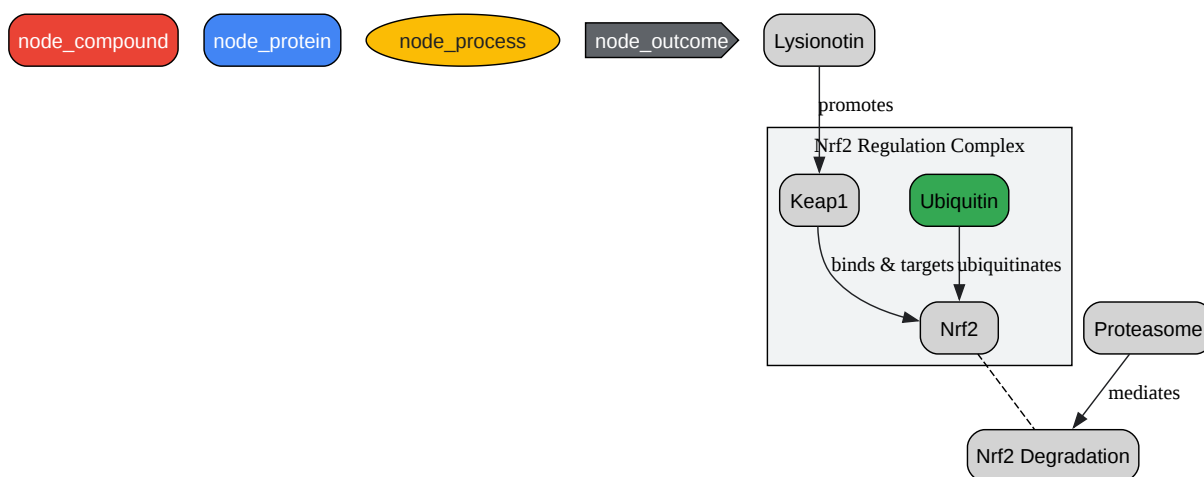 node_compound
node_protein
node_process
node_outcome
Lysionotin
promotes
Nrf2 Regulation Complex
Keap1
Ubiquitin
binds & targets
ubiquitinates
Nrf2
Proteasome
mediates
Nrf2 Degradation